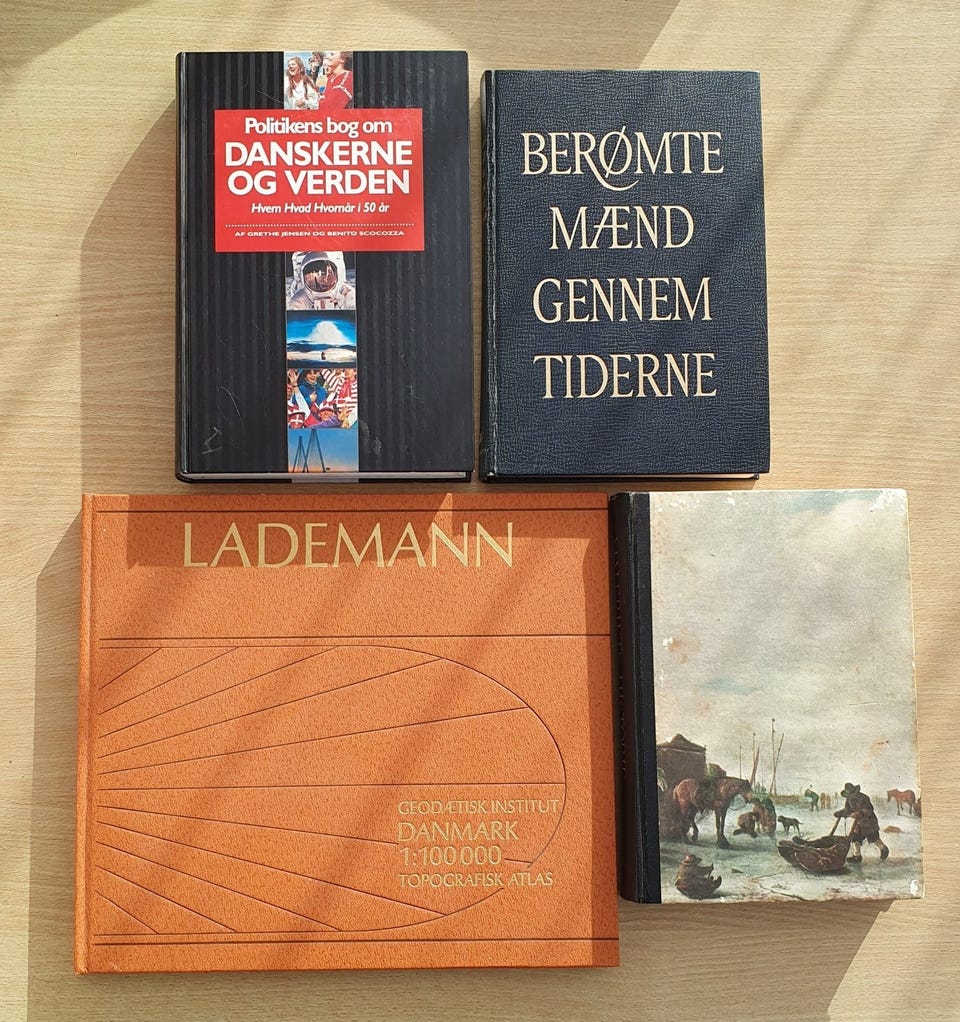 Politikens bog om
DANSKERNE
OG VERDEN
Hvem Hvad Hvornår i 50 år
AF GRETHE JENSEN OG BENITO SCOCOZZA
BERØMTE
MÆND
GENNEM
TIDERNE
LADEMANN
GEODÆTISK INSTITUT
DANMARK
1:100 000
TOPOGRAFISK ATLAS